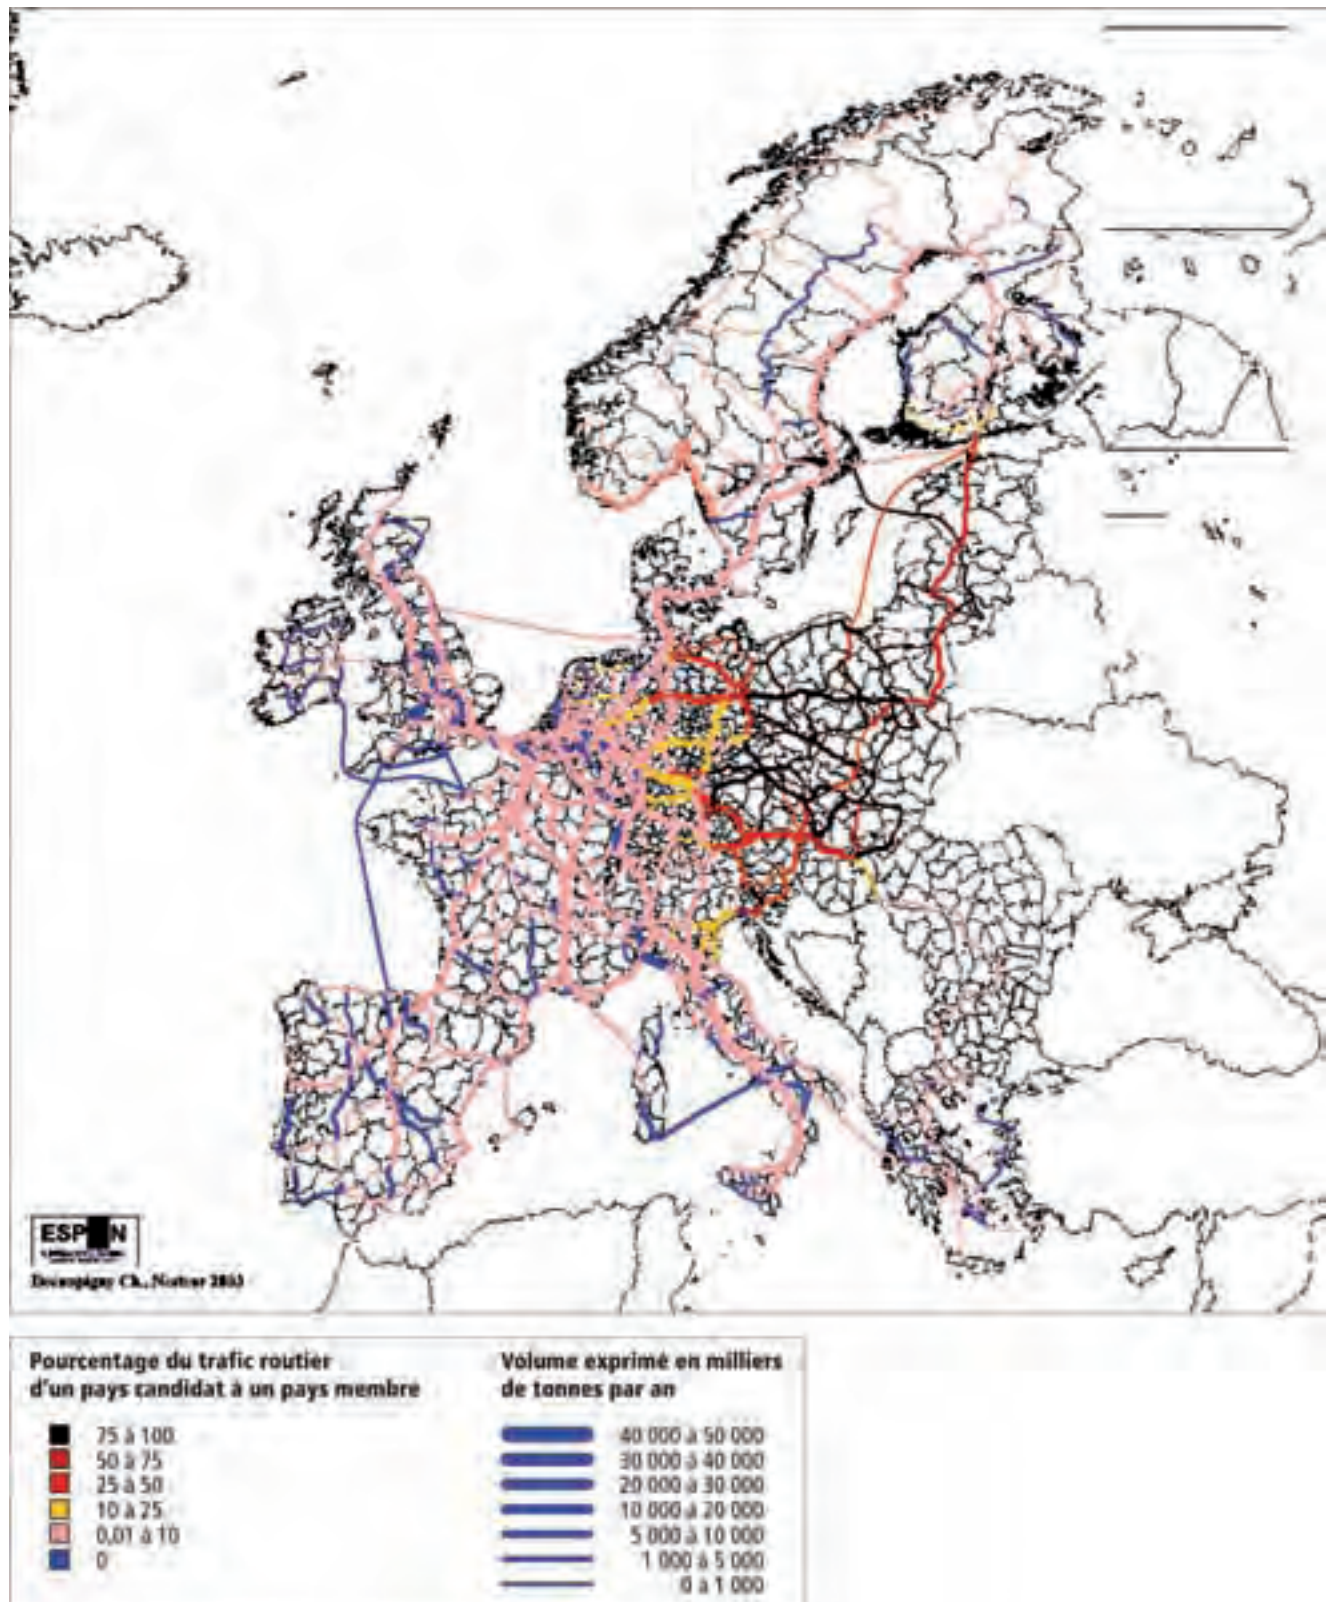 ESP N
Pourcentage du trafic routier
d'un pays candidat à un pays membre
75 à 100
50 à 75
25 à 50
10 à 25
0,01 à 10
0
Volume exprimé en milliers
de tonnes par an
40 000 à 50 000
30 000 à 40 000
20 000 à 30 000
10 000 à 20 000
5 000 à 10 000
1 000 à 5 000
0 à 1 000